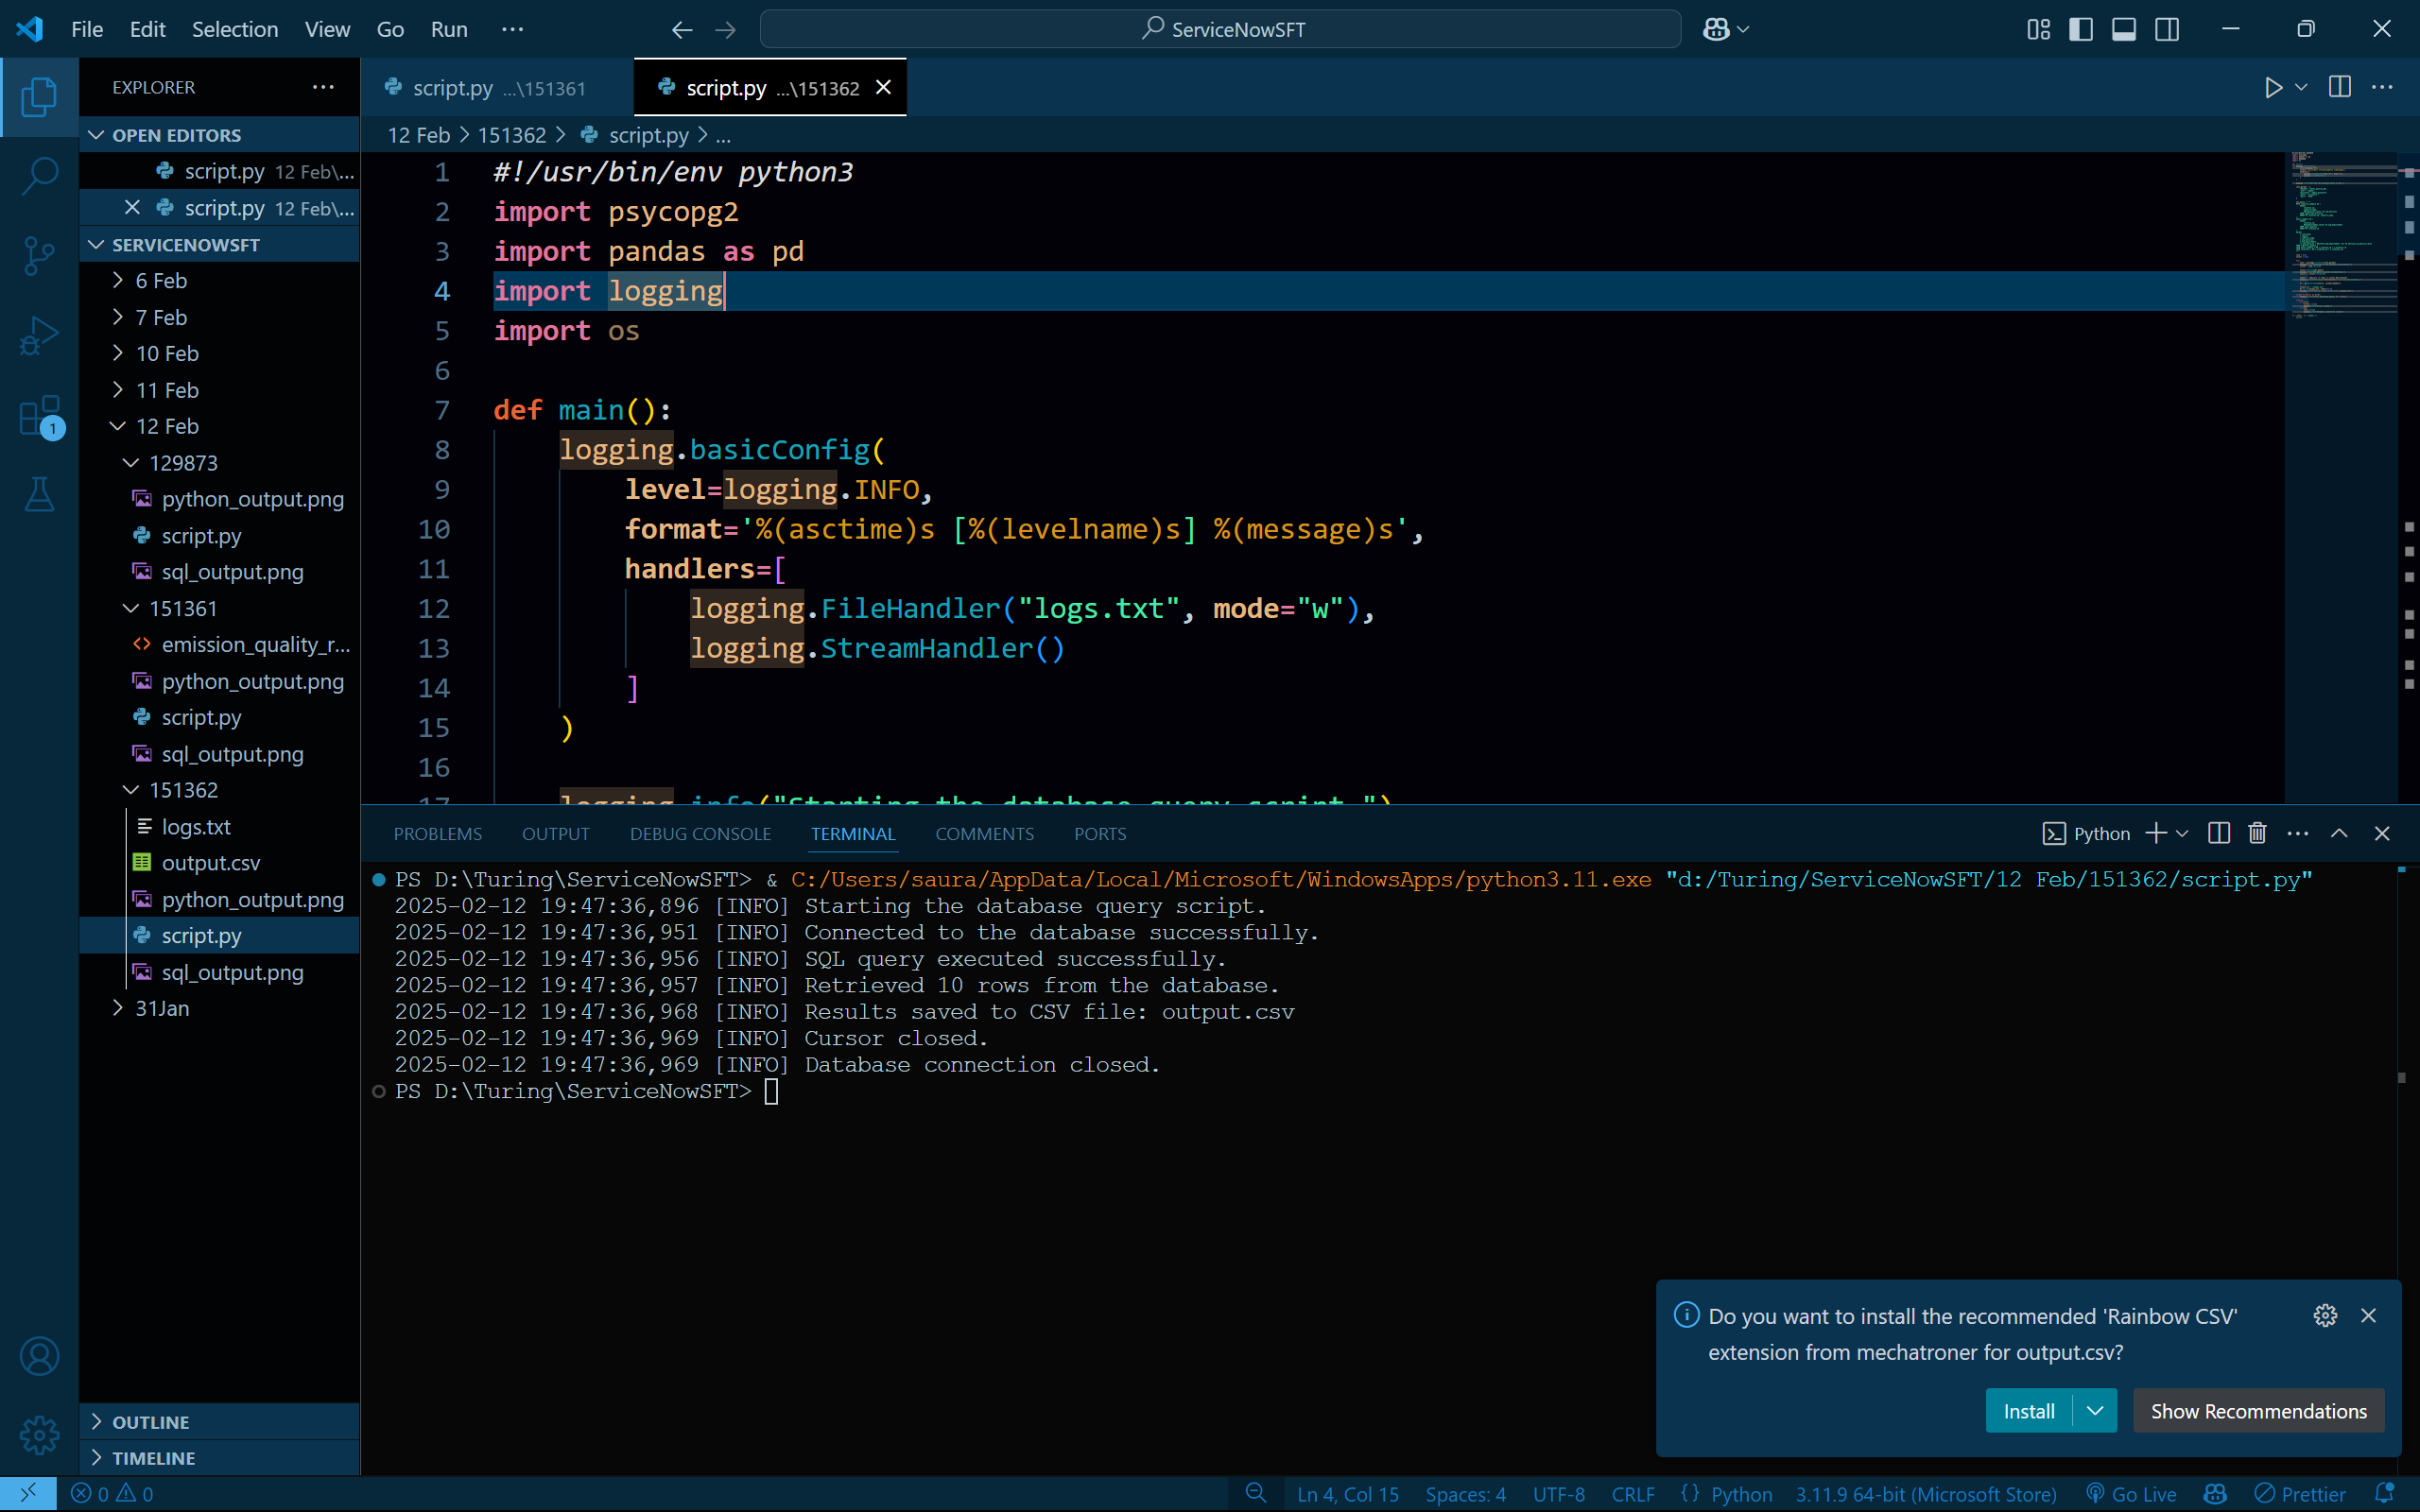 File Edit Selection View Go Run ··· ServiceNowSFT
EXPLORER
OPEN EDITORS
script.py 12 Feb\...
script.py 12 Feb\...
SERVICENOWSFT
6 Feb
7 Feb
10 Feb
11 Feb
12 Feb
129873
python_output.png
script.py
sql_output.png
151361
emission_quality_r...
python_output.png
script.py
sql_output.png
151362
logs.txt
output.csv
python_output.png
script.py
sql_output.png
31Jan
OUTLINE
TIMELINE
1
script.py ...\151361 script.py ...\151362
12 Feb > 151362 > script.py > ...
1 #!/usr/bin/env python3
2 import psycopg2
3 import pandas as pd
4 import logging
5 import os
6
7 def main():
8 logging.basicConfig(
9 level=logging.INFO,
10 format='%(asctime)s [%(levelname)s] %(message)s',
11 handlers=[
12 logging.FileHandler("logs.txt", mode="w"),
13 logging.StreamHandler()
14 ]
15 )
16
17 logging.info("Starting the database query script.")
PROBLEMS OUTPUT DEBUG CONSOLE TERMINAL COMMENTS PORTS Python
PS D:\Turing\ServiceNowSFT> & C:/Users/saura/AppData/Local/Microsoft/WindowsApps/python3.11.exe "d:/Turing/ServiceNowSFT/12 Feb/151362/script.py"
2025-02-12 19:47:36,896 [INFO] Starting the database query script.
2025-02-12 19:47:36,951 [INFO] Connected to the database successfully.
2025-02-12 19:47:36,956 [INFO] SQL query executed successfully.
2025-02-12 19:47:36,957 [INFO] Retrieved 10 rows from the database.
2025-02-12 19:47:36,968 [INFO] Results saved to CSV file: output.csv
2025-02-12 19:47:36,969 [INFO] Cursor closed.
2025-02-12 19:47:36,969 [INFO] Database connection closed.
PS D:\Turing\ServiceNowSFT>
Do you want to install the recommended 'Rainbow CSV'
extension from mechatroner for output.csv?
Install Show Recommendations
0 0 Ln 4, Col 15 Spaces: 4 UTF-8 CRLF {} Python 3.11.9 64-bit (Microsoft Store) Go Live Prettier